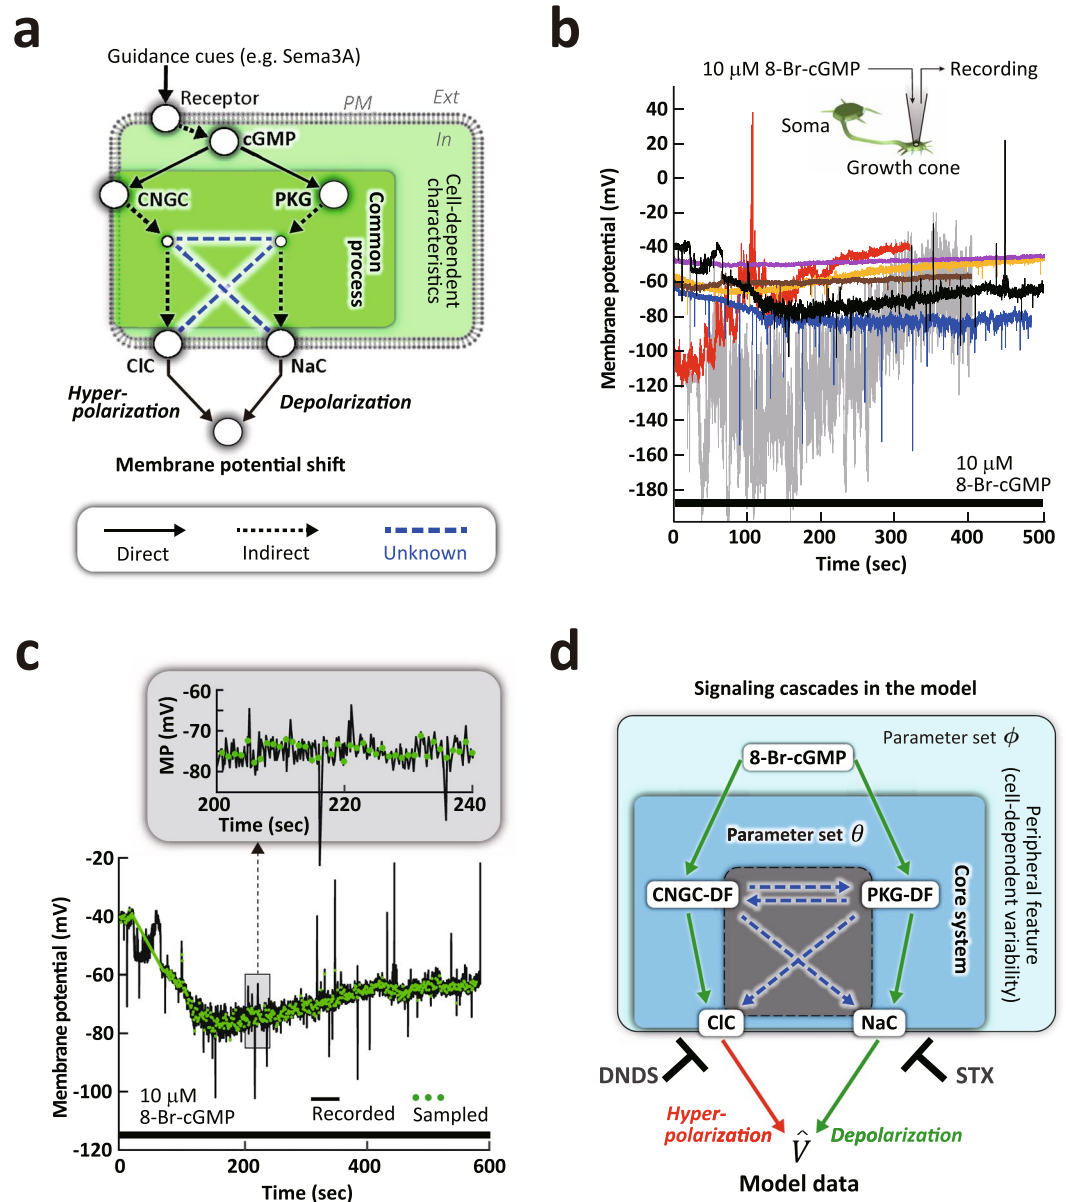 a
Guidance cues (e.g. Sema3A)
Receptor
PM
Ext
In
cGMP
CNGC
PKG
Common
process
Cell-dependent
characteristics
ClC
NaC
Hyper-
polarization
Depolarization
Membrane potential shift
Direct
Indirect
Unknown
b
10 μM 8-Br-cGMP
Recording
Soma
Growth cone
Membrane potential (mV)
40
20
0
-20
-40
-60
-80
-100
-120
-140
-160
-180
10 μM
8-Br-cGMP
0
100
200
300
400
500
Time (sec)
c
MP (mV)
-60
-70
-80
200
220
240
Time (sec)
Membrane potential (mV)
-20
-40
-60
-80
-100
-120
10 μM
8-Br-cGMP
Recorded
Sampled
0
200
400
600
Time (sec)
d
Signaling cascades in the model
Parameter set ϕ
8-Br-cGMP
Parameter set θ
Peripheral feature
(cell-dependent variability)
Core system
CNGC-DF
PKG-DF
ClC
NaC
DNDS
STX
Hyper-
polarization
Depolarization
V̂
Model data